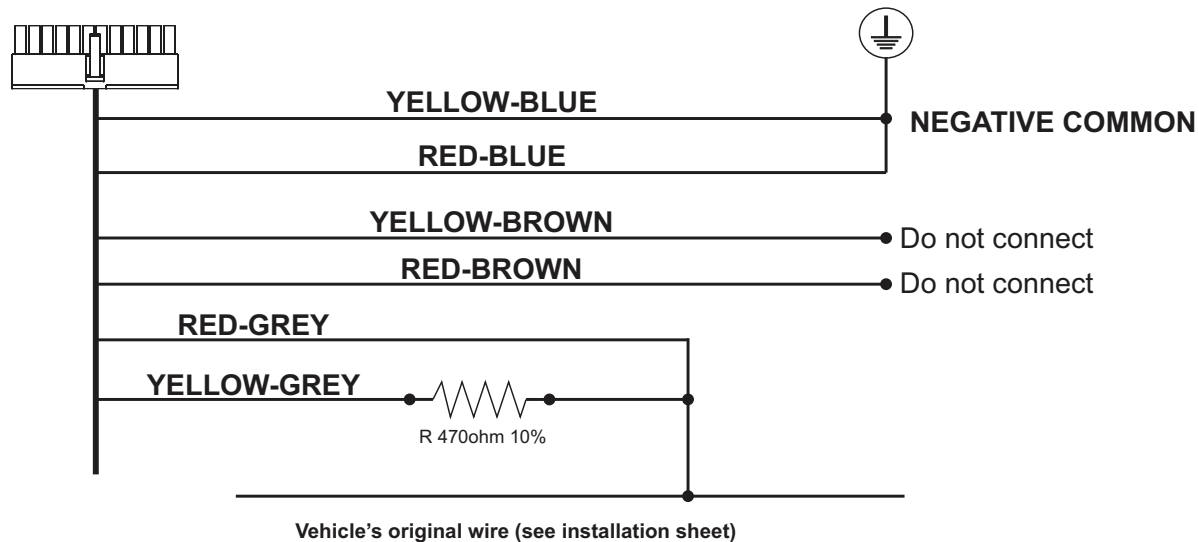 YELLOW-BLUE
NEGATIVE COMMON
RED-BLUE
YELLOW-BROWN
Do not connect
RED-BROWN
Do not connect
RED-GREY
YELLOW-GREY
R 470ohm 10%
Vehicle's original wire (see installation sheet)